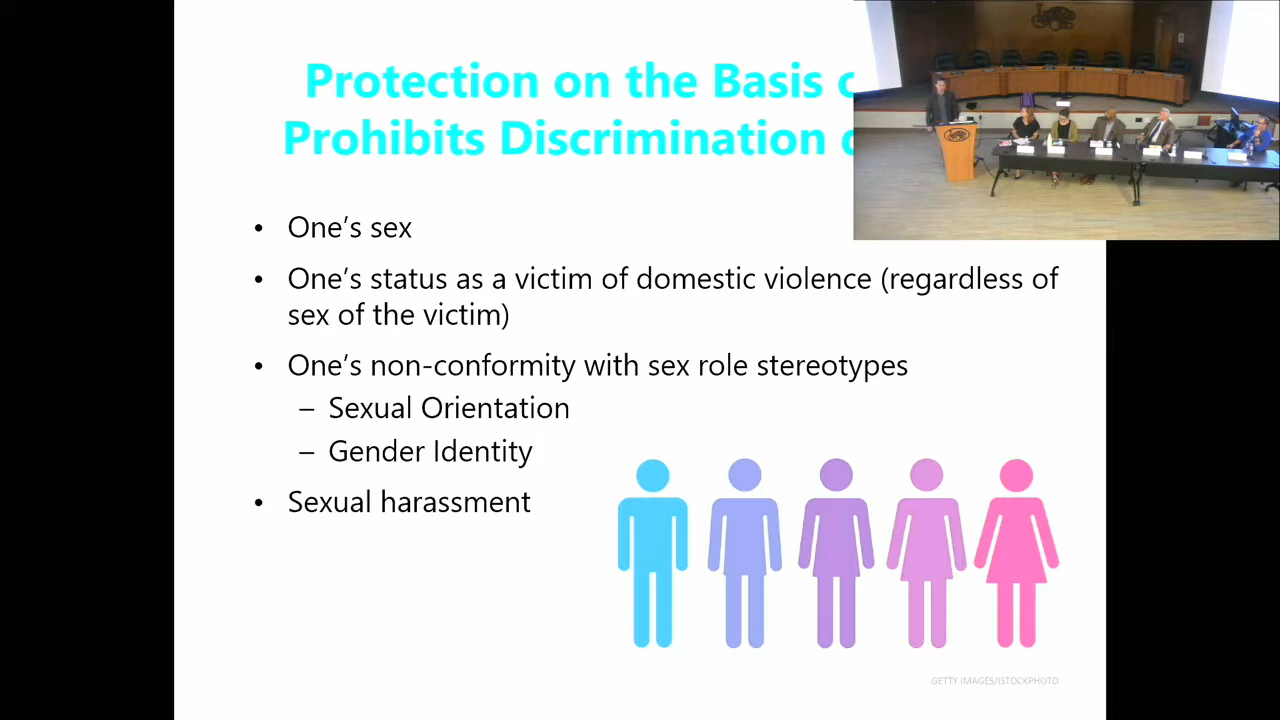 Protection on the Basis
Prohibits Discrimination
• One’s sex
• One’s status as a victim of domestic violence (regardless of
sex of the victim)
• One’s non-conformity with sex role stereotypes
– Sexual Orientation
– Gender Identity
• Sexual harassment
GETTY IMAGES/ISTOCKPHOTO